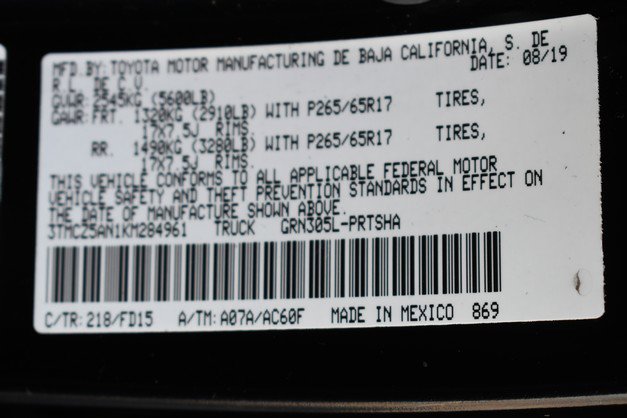 MFD.BY:TOYOTA MOTOR MANUFACTURING DE BAJA CALIFORNIA, S. DE
R.L. DE C.V. DATE: 08/19
GVWR:2545KG (5600LB)
GAWR:FRT. 1320KG (2910LB) WITH P265/65R17 TIRES,
17X7.5J RIMS.
RR. 1490KG (3280LB) WITH P265/65R17 TIRES,
17X7.5J RIMS.
THIS VEHICLE CONFORMS TO ALL APPLICABLE FEDERAL MOTOR
VEHICLE SAFETY AND THEFT PREVENTION STANDARDS IN EFFECT ON
THE DATE OF MANUFACTURE SHOWN ABOVE.
3TMCZ5AN1KM284961 TRUCK GRN305L-PRTSHA
C/TR:218/FD15 A/TM:A07A/AC60F MADE IN MEXICO 869